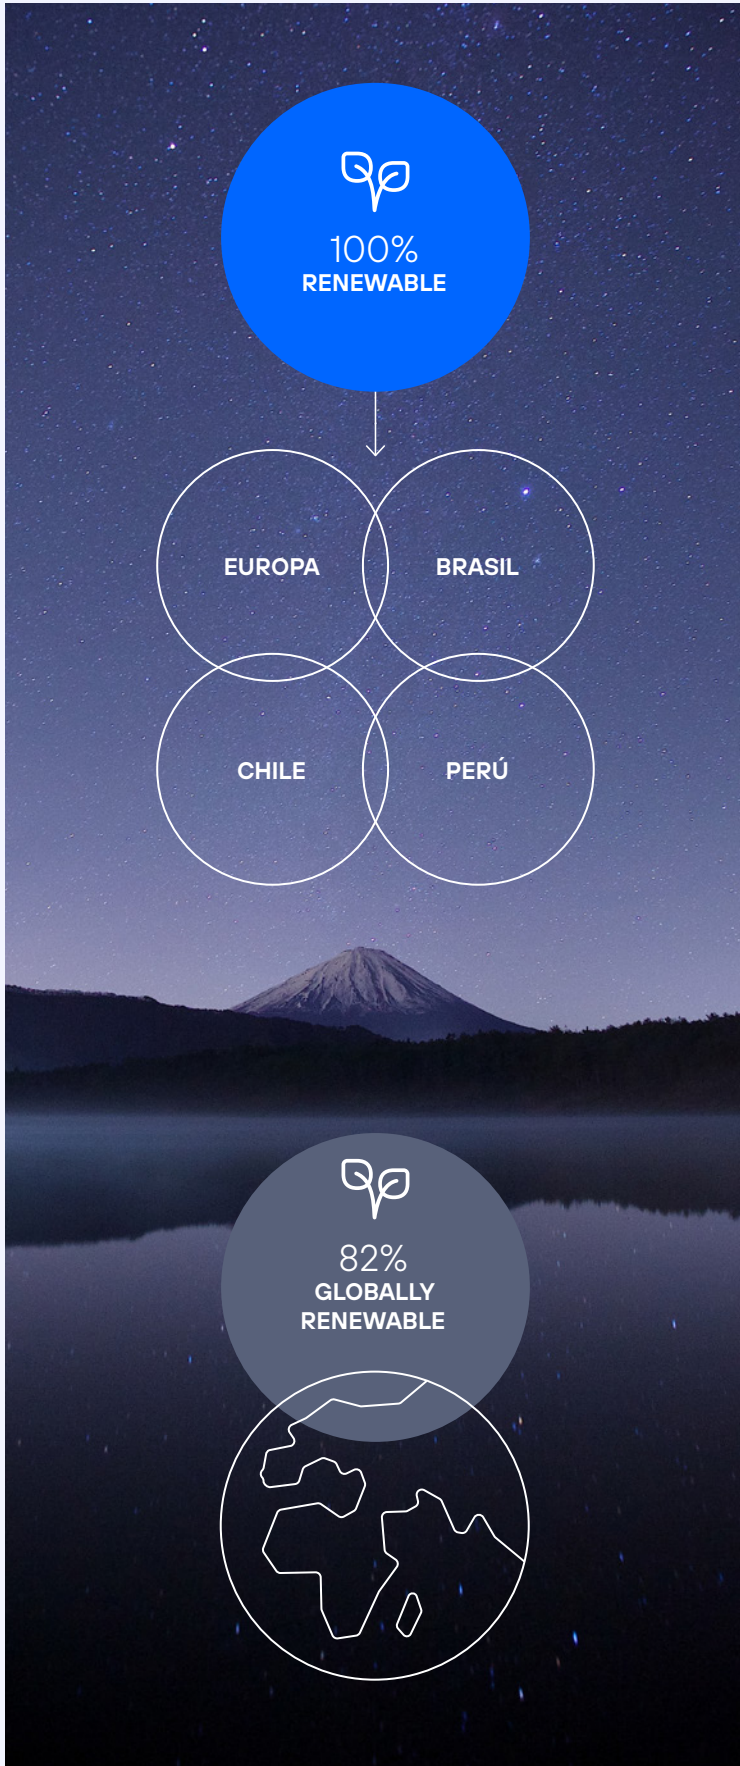 100%
RENEWABLE
EUROPA
BRASIL
CHILE
PERÚ
82%
GLOBALLY
RENEWABLE